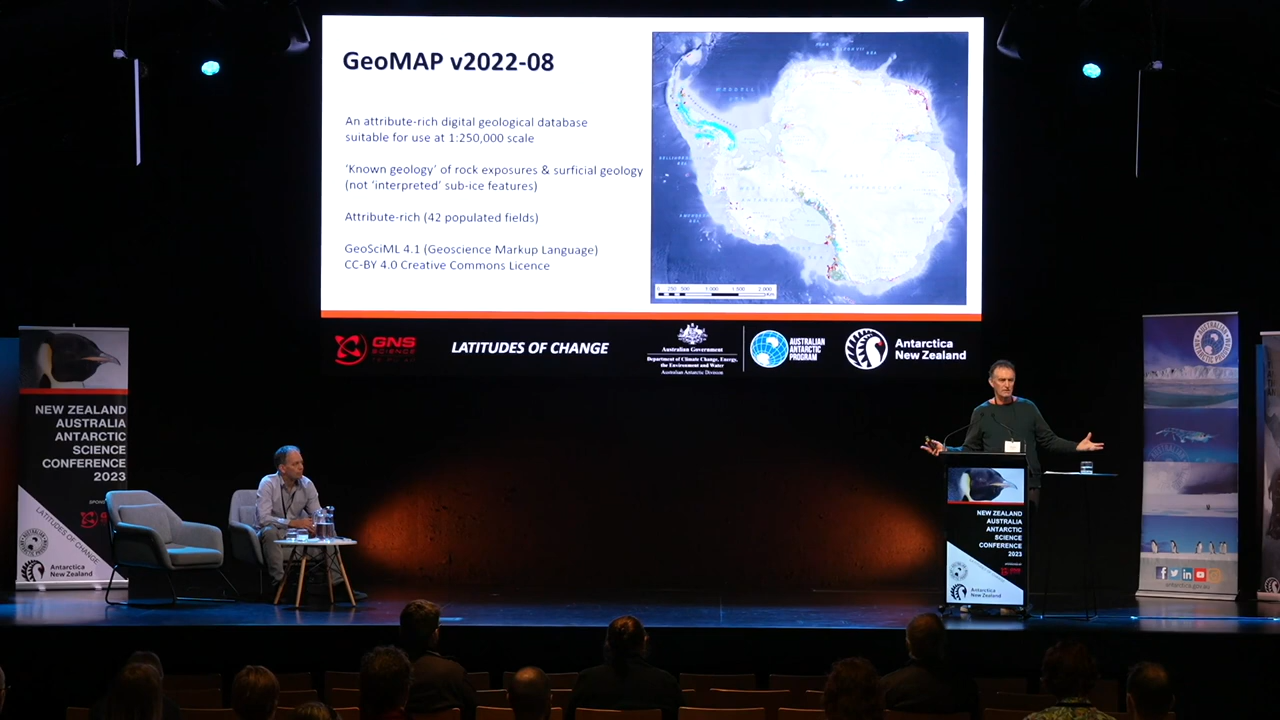 GeoMAP v2022-08
An attribute-rich digital geological database
suitable for use at 1:250,000 scale
‘Known geology’ of rock exposures & surficial geology
(not ‘interpreted’ sub-ice features)
Attribute-rich (42 populated fields)
GeoSciML 4.1 (Geoscience Markup Language)
CC-BY 4.0 Creative Commons Licence
GNS
SCIENCE
LATITUDES OF CHANGE
Australian Government
Department of Climate Change, Energy,
the Environment and Water
Australian Antarctic Division
AUSTRALIAN
ANTARCTIC
PROGRAM
Antarctica
New Zealand
NEW ZEALAND
AUSTRALIA
ANTARCTIC
SCIENCE
CONFERENCE
2023
LATITUDES OF CHANGE
Antarctica
New Zealand
NEW ZEALAND
AUSTRALIA
ANTARCTIC
SCIENCE
CONFERENCE
2023
Antarctica
New Zealand
antarctica.gov.au